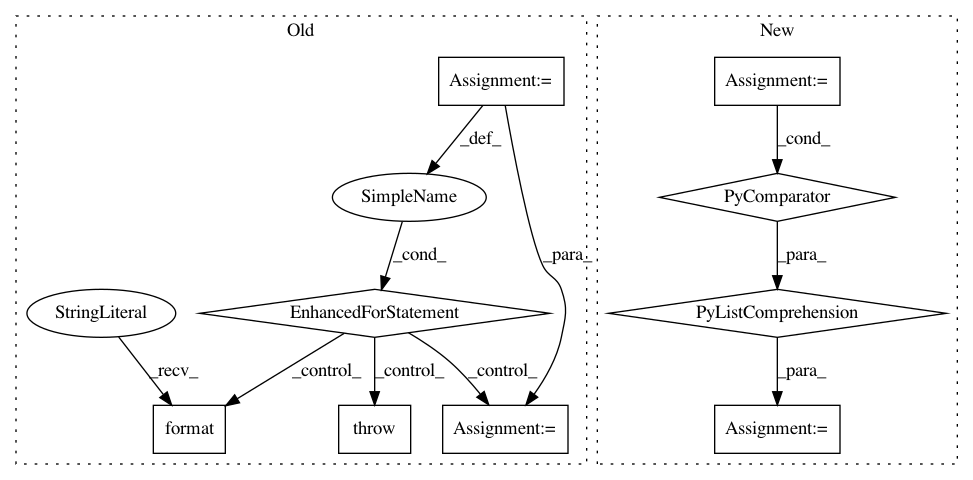 Old
New
Assignment:=
Assignment:=
_def_
_cond_
SimpleName
PyComparator
_cond_
_para_
_para_
StringLiteral
EnhancedForStatement
PyListComprehension
_recv_
_control_
_control_
_control_
_para_
format
throw
Assignment:=
Assignment:=